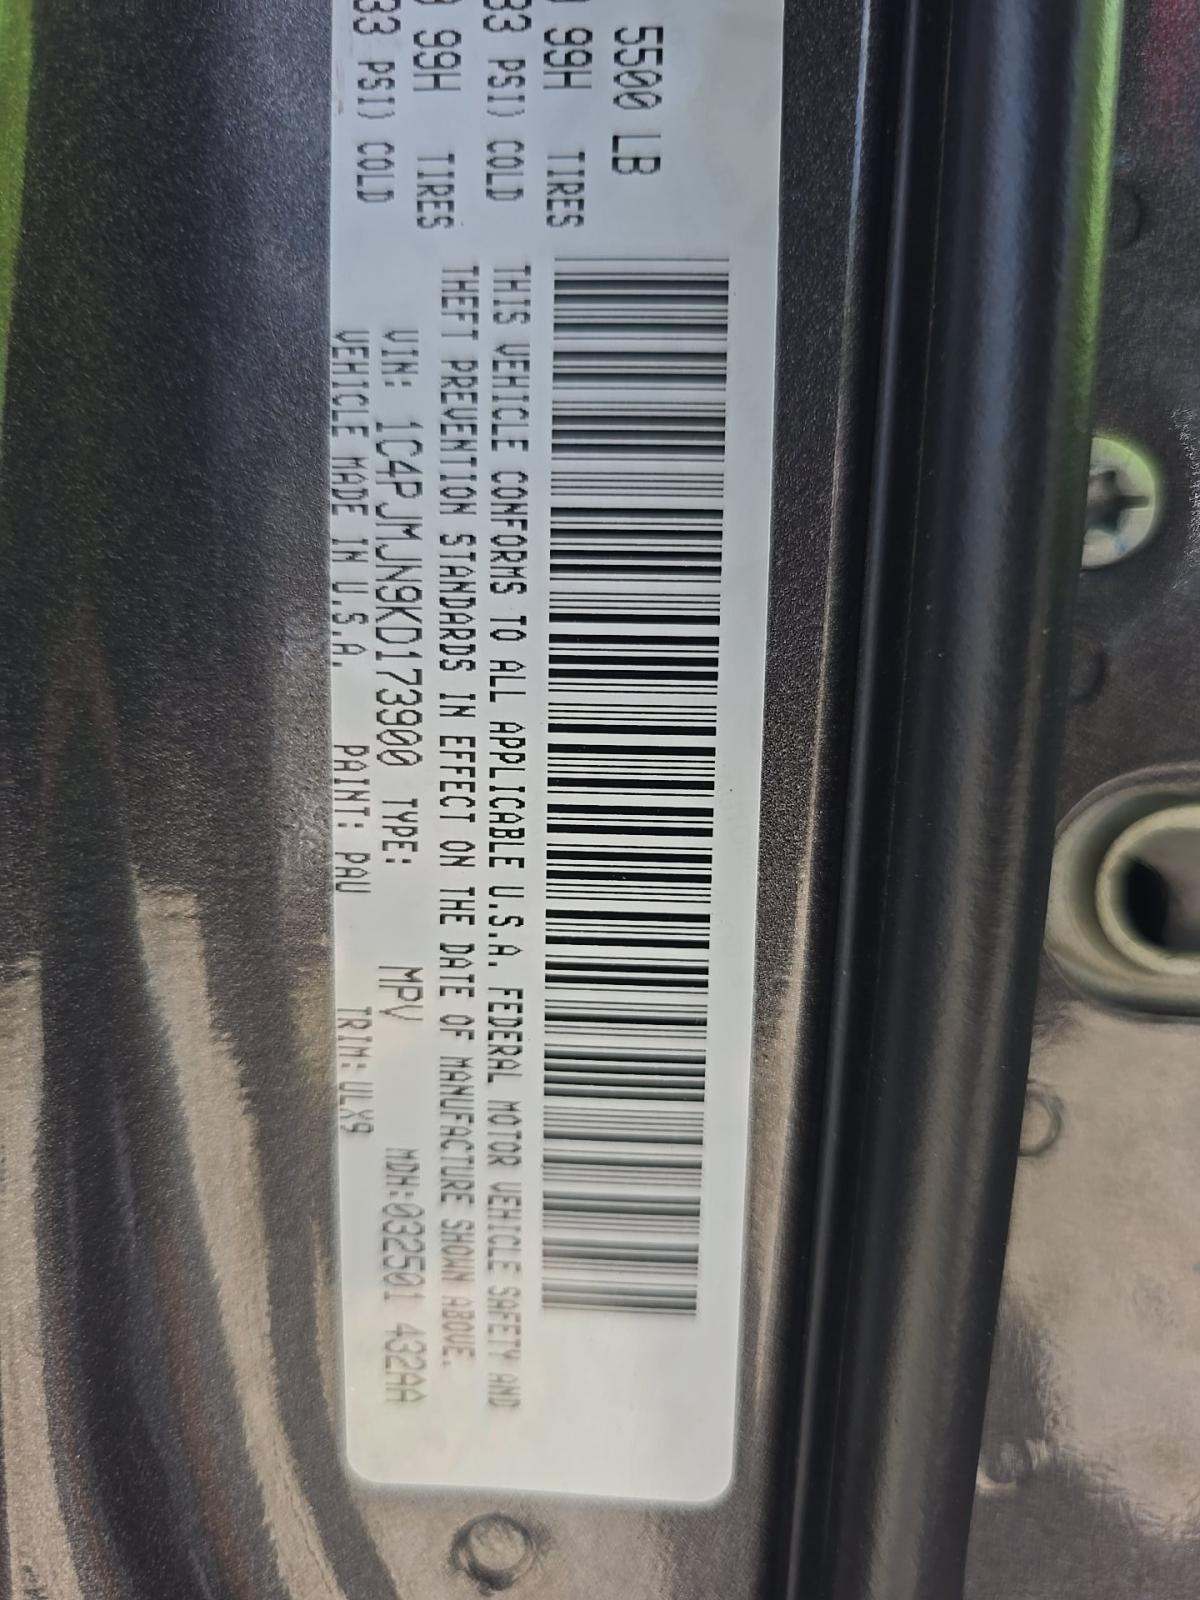 5500 LB
99H TIRES
33 PSI) COLD
99H TIRES
33 PSI) COLD
THIS VEHICLE CONFORMS TO ALL APPLICABLE U.S.A. FEDERAL MOTOR VEHICLE SAFETY AND
THEFT PREVENTION STANDARDS IN EFFECT ON THE DATE OF MANUFACTURE SHOWN ABOVE.
VIN: 1C4PJMJN9KD173900 TYPE: MPV MDH:032501 432AA
VEHICLE MADE IN U.S.A. PAINT: PAU TRIM: ULX9